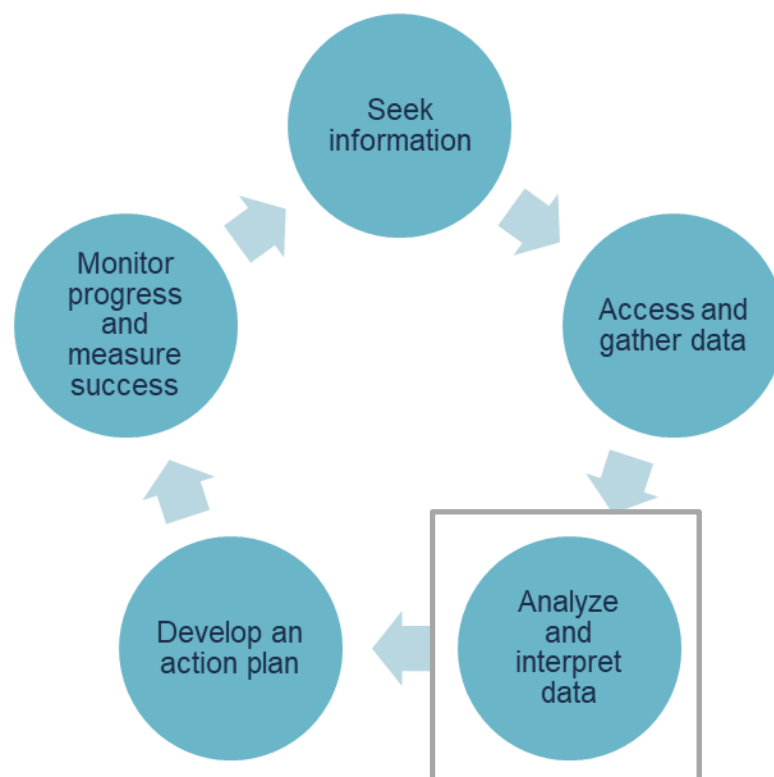 Seek
information
Access and
gather data
Analyze
and
interpret
data
Develop an
action plan
Monitor
progress
and
measure
success